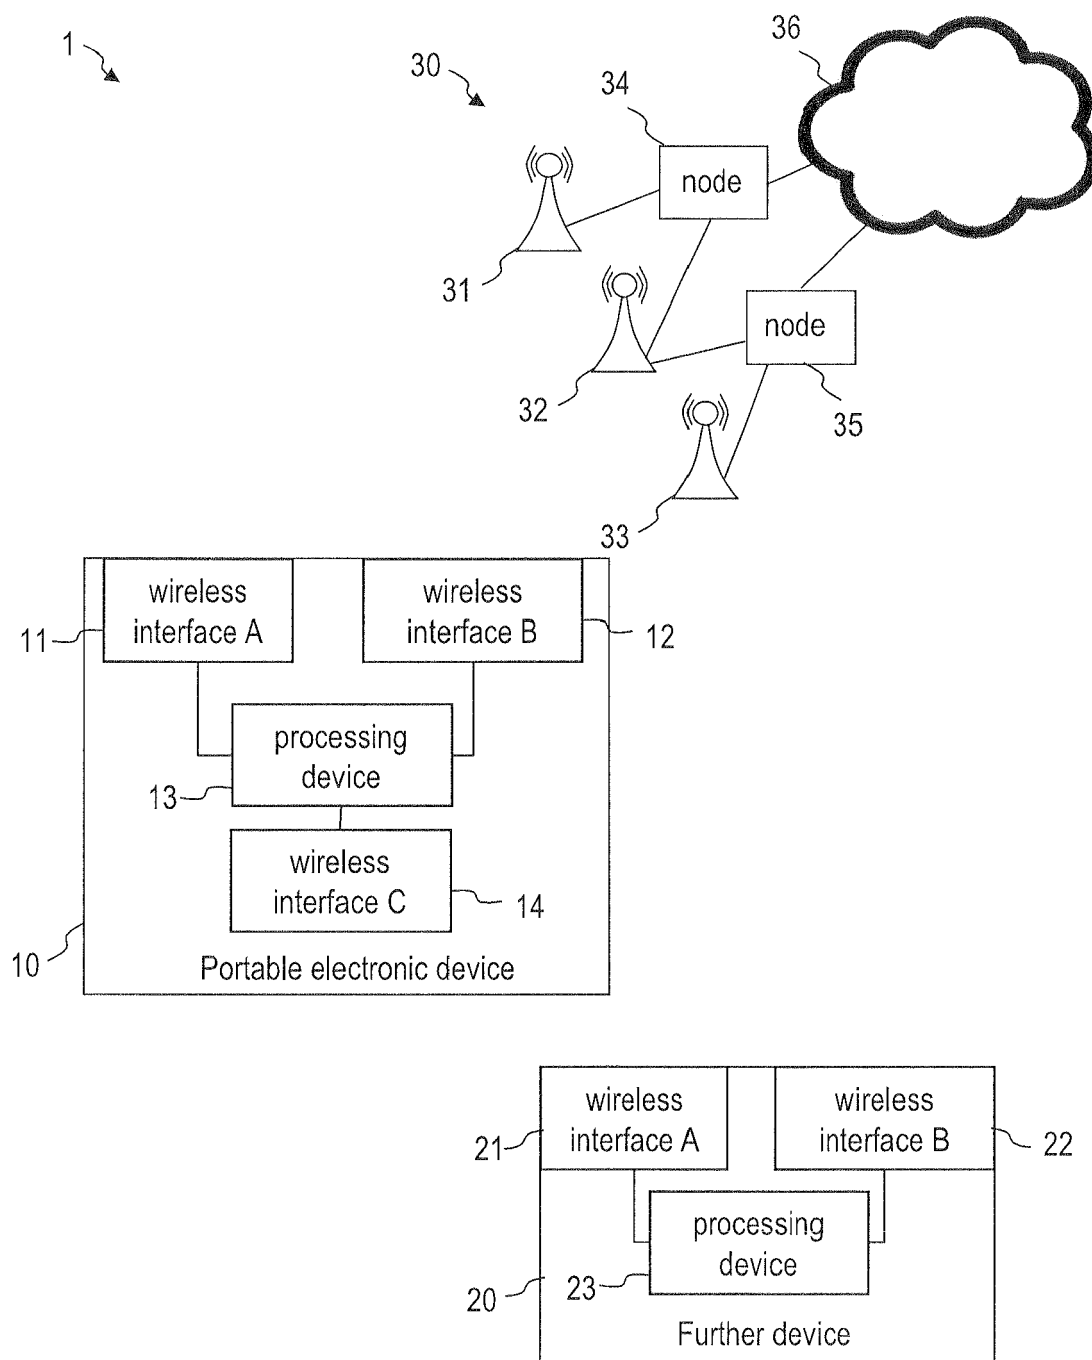 1
30
34
36
node
31
node
32
35
33
wireless
interface A
wireless
interface B
11
12
processing
device
13
wireless
interface C
14
10
Portable electronic device
wireless
interface A
wireless
interface B
21
22
processing
device
20
23
Further device